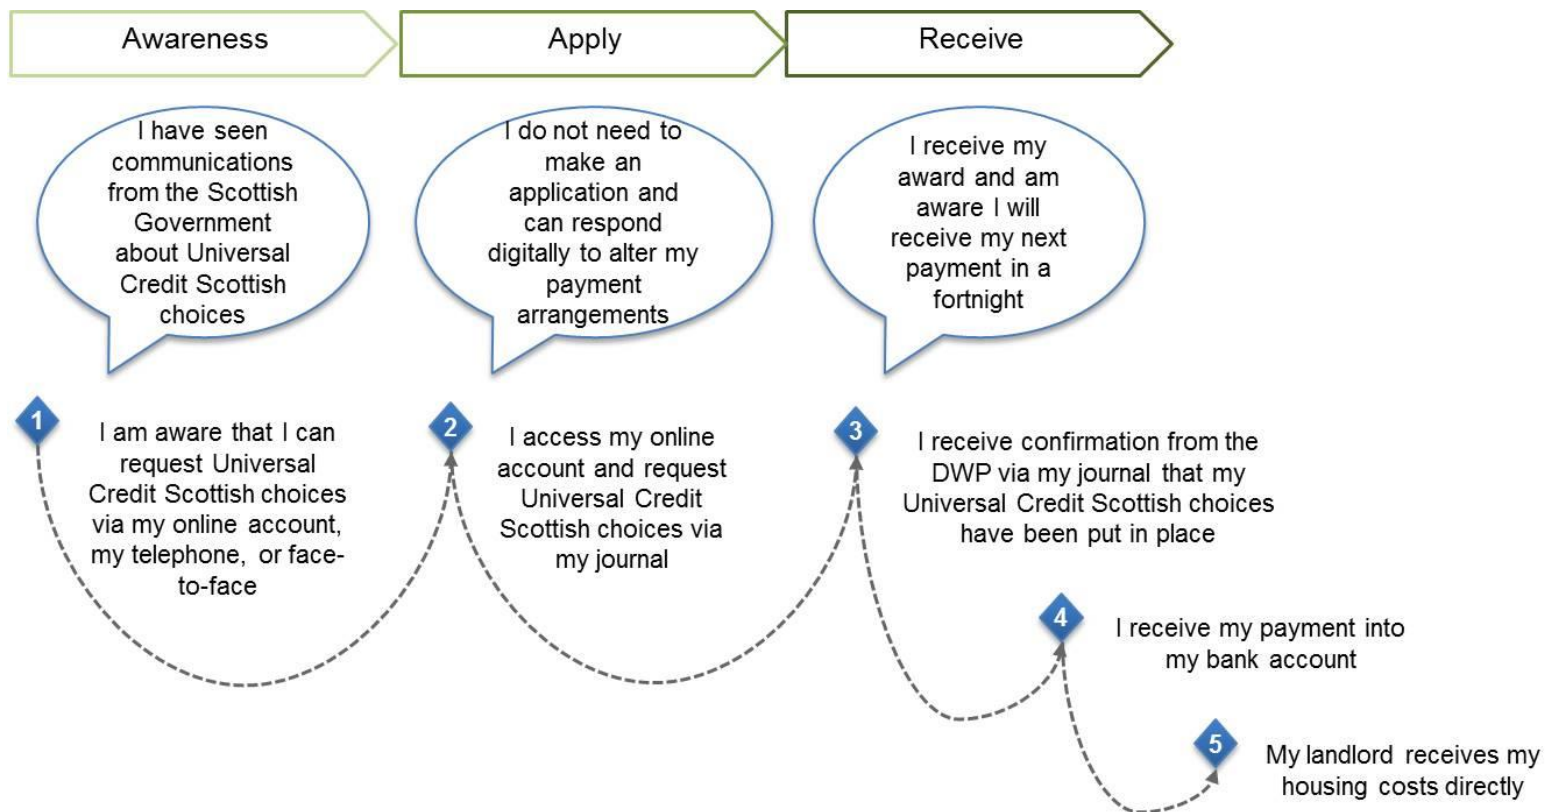 Awareness
Apply
Receive
I have seen
communications
from the Scottish
Government
about Universal
Credit Scottish
choices
I do not need to
make an
application and
can respond
digitally to alter my
payment
arrangements
I receive my
award and am
aware I will
receive my next
payment in a
fortnight
1
I am aware that I can
request Universal
Credit Scottish choices
via my online account,
my telephone, or face-
to-face
2
I access my online
account and request
Universal Credit
Scottish choices via
my journal
3
I receive confirmation from the
DWP via my journal that my
Universal Credit Scottish choices
have been put in place
4
I receive my payment into
my bank account
5
My landlord receives my
housing costs directly